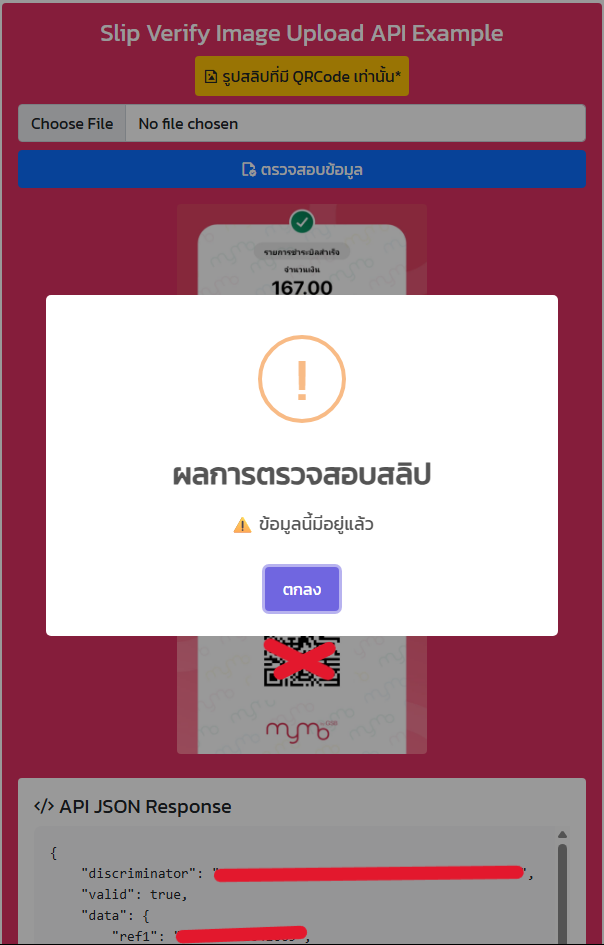 Slip Verify Image Upload API Example
รูปสลิปที่มี QRCode เท่านั้น*
Choose File No file chosen
ตรวจสอบข้อมูล
รายการชำระบิลสำเร็จ
จำนวนเงิน
167.00
!
ผลการตรวจสอบสลิป
ข้อมูลนี้มีอยู่แล้ว
ตกลง
mymo
</> API JSON Response
{
"discriminator": "",
"valid": true,
"data": {
"ref1": ",